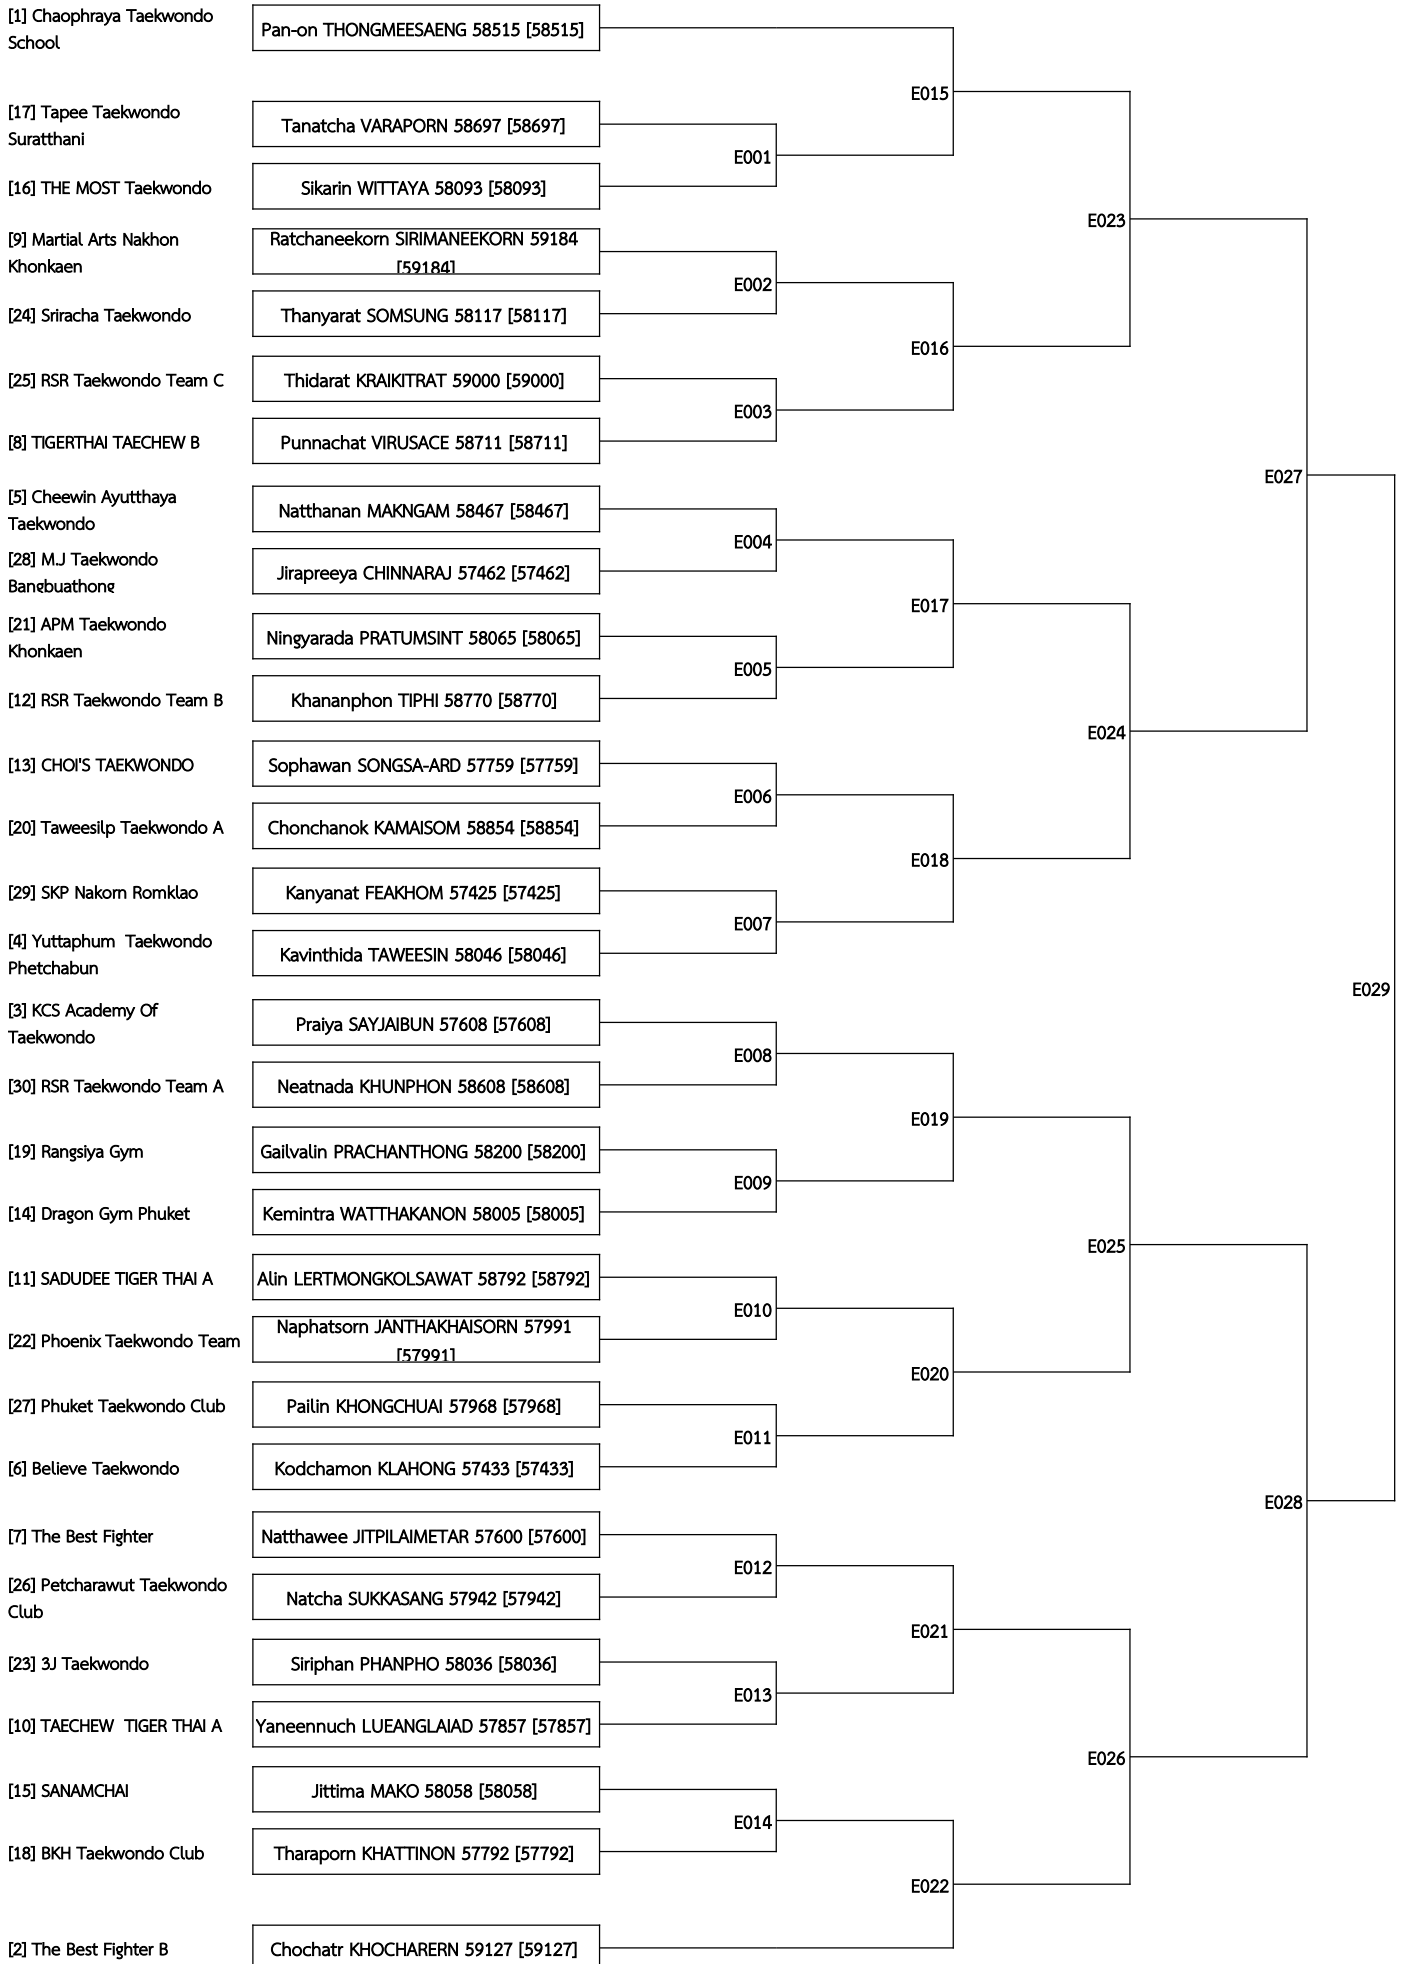 [1] Chaophraya Taekwondo
School
Pan-on THONGMEESAENG 58515 [58515]
E015
[17] Tapee Taekwondo
Suratthani
Tanatcha VARAPORN 58697 [58697]
E001
[16] THE MOST Taekwondo
Sikarin WITTAYA 58093 [58093]
E023
[9] Martial Arts Nakhon
Khonkaen
Ratchaneekorn SIRIMANEEKORN 59184
[59184]
E002
[24] Sriracha Taekwondo
Thanyarat SOMSUNG 58117 [58117]
E016
[25] RSR Taekwondo Team C
Thidarat KRAIKITRAT 59000 [59000]
E003
[8] TIGERTHAI TAECHEW B
Punnachat VIRUSACE 58711 [58711]
E027
[5] Cheewin Ayutthaya
Taekwondo
Natthanan MAKNGAM 58467 [58467]
E004
[28] M.J Taekwondo
Bangbuathong
Jirapreeya CHINNARAJ 57462 [57462]
E017
[21] APM Taekwondo
Khonkaen
Ningyarada PRATUMSINT 58065 [58065]
E005
[12] RSR Taekwondo Team B
Khananphon TIPHI 58770 [58770]
E024
[13] CHOI'S TAEKWONDO
Sophawan SONGSA-ARD 57759 [57759]
E006
[20] Taweesilp Taekwondo A
Chonchanok KAMAISOM 58854 [58854]
E018
[29] SKP Nakorn Romklao
Kanyanat FEAKHOM 57425 [57425]
E007
[4] Yuttaphum  Taekwondo
Phetchabun
Kavinthida TAWEESIN 58046 [58046]
E029
[3] KCS Academy Of
Taekwondo
Praiya SAYJAIBUN 57608 [57608]
E008
[30] RSR Taekwondo Team A
Neatnada KHUNPHON 58608 [58608]
E019
[19] Rangsiya Gym
Gailvalin PRACHANTHONG 58200 [58200]
E009
[14] Dragon Gym Phuket
Kemintra WATTHAKANON 58005 [58005]
E025
[11] SADUDEE TIGER THAI A
Alin LERTMONGKOLSAWAT 58792 [58792]
E010
[22] Phoenix Taekwondo Team
Naphatsorn JANTHAKHAISORN 57991
[57991]
E020
[27] Phuket Taekwondo Club
Pailin KHONGCHUAI 57968 [57968]
E011
[6] Believe Taekwondo
Kodchamon KLAHONG 57433 [57433]
E028
[7] The Best Fighter
Natthawee JITPILAIMETAR 57600 [57600]
E012
[26] Petcharawut Taekwondo
Club
Natcha SUKKASANG 57942 [57942]
E021
[23] 3J Taekwondo
Siriphan PHANPHO 58036 [58036]
E013
[10] TAECHEW  TIGER THAI A
Yaneennuch LUEANGLAIAD 57857 [57857]
E026
[15] SANAMCHAI
Jittima MAKO 58058 [58058]
E014
[18] BKH Taekwondo Club
Tharaporn KHATTINON 57792 [57792]
E022
[2] The Best Fighter B
Chochatr KHOCHARERN 59127 [59127]